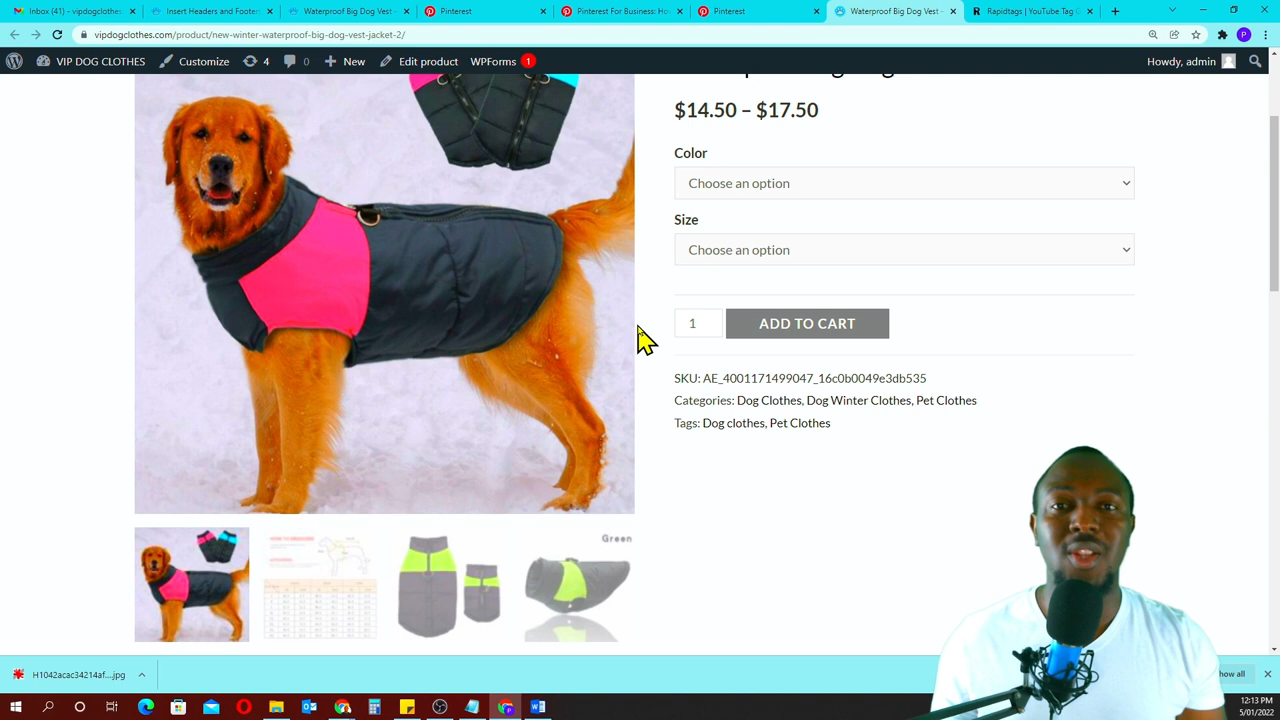 Inbox (41) - vipdogclothes
Insert Headers and Footer
Waterproof Big Dog Vest -
Pinterest
Pinterest For Business: Ho
Pinterest
Waterproof Big Dog Vest -
Rapidtags | YouTube Tag G
vipdogclothes.com/product/new-winter-waterproof-big-dog-vest-jacket-2/
VIP DOG CLOTHES
Customize
4
0
New
Edit product
WPForms 1
Howdy, admin
$14.50 – $17.50
Color
Choose an option
Size
Choose an option
1
ADD TO CART
SKU: AE_4001171499047_16c0b0049e3db535
Categories: Dog Clothes, Dog Winter Clothes, Pet Clothes
Tags: Dog clothes, Pet Clothes
Green
H1042acac34214af....jpg
how all
12:13 PM
5/01/2022